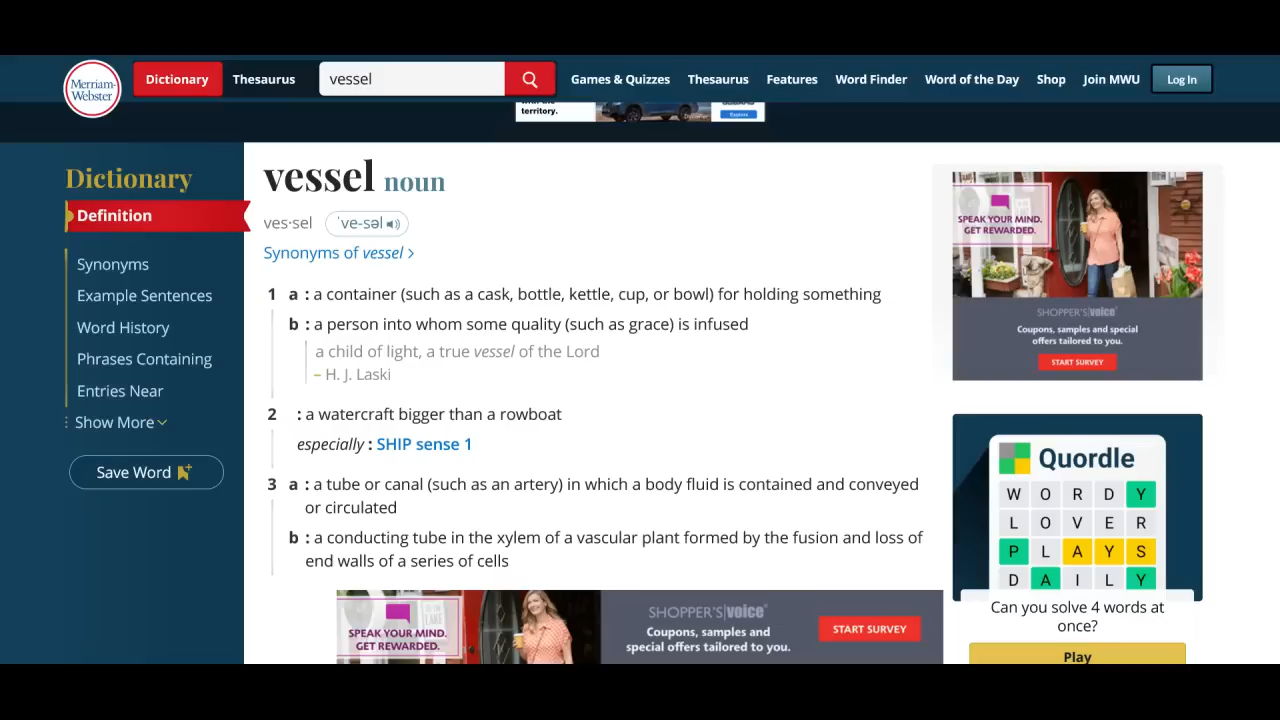 Merriam-
Webster
Dictionary
Thesaurus
vessel
Games & Quizzes
Thesaurus
Features
Word Finder
Word of the Day
Shop
Join MWU
Log In
territory.
Explore
Dictionary
Definition
Synonyms
Example Sentences
Word History
Phrases Containing
Entries Near
Show More
Save Word
vessel noun
ves·sel ˈve-səl
Synonyms of vessel >
1 a : a container (such as a cask, bottle, kettle, cup, or bowl) for holding something
b : a person into whom some quality (such as grace) is infused
a child of light, a true vessel of the Lord
– H. J. Laski
2 : a watercraft bigger than a rowboat
especially : SHIP sense 1
3 a : a tube or canal (such as an artery) in which a body fluid is contained and conveyed
or circulated
b : a conducting tube in the xylem of a vascular plant formed by the fusion and loss of
end walls of a series of cells
SPEAK YOUR MIND.
GET REWARDED.
SHOPPER'S|voice®
Coupons, samples and
special offers tailored to you.
START SURVEY
SPEAK YOUR MIND.
GET REWARDED.
SHOPPER'S|voice®
Coupons, samples and special
offers tailored to you.
START SURVEY
Quordle
W O R D Y
L O V E R
P L A Y S
D A I L Y
Can you solve 4 words at
once?
Play